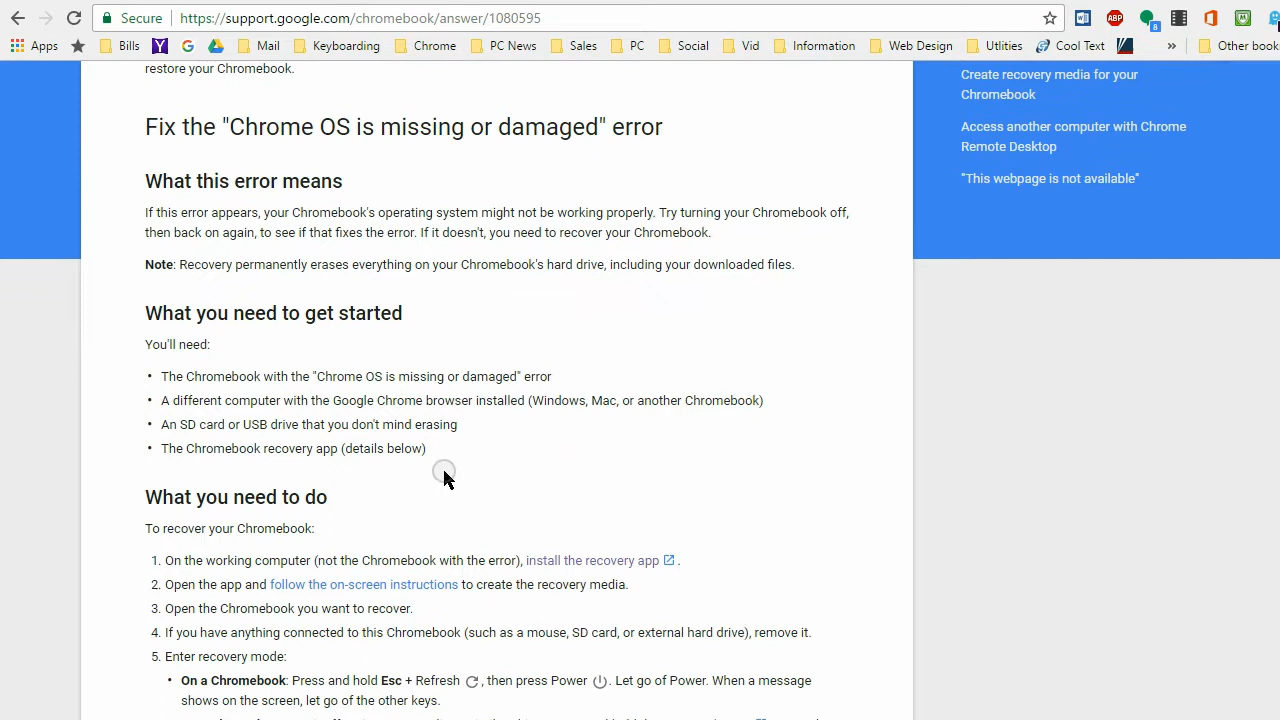 Secure https://support.google.com/chromebook/answer/1080595
ABP 8
Apps Bills Mail Keyboarding Chrome PC News Sales PC Social Vid Information Web Design Utlities Cool Text » Other book
restore your Chromebook.
Fix the "Chrome OS is missing or damaged" error
What this error means
If this error appears, your Chromebook's operating system might not be working properly. Try turning your Chromebook off,
then back on again, to see if that fixes the error. If it doesn't, you need to recover your Chromebook.
Note: Recovery permanently erases everything on your Chromebook's hard drive, including your downloaded files.
What you need to get started
You'll need:
• The Chromebook with the "Chrome OS is missing or damaged" error
• A different computer with the Google Chrome browser installed (Windows, Mac, or another Chromebook)
• An SD card or USB drive that you don't mind erasing
• The Chromebook recovery app (details below)
What you need to do
To recover your Chromebook:
1. On the working computer (not the Chromebook with the error), install the recovery app .
2. Open the app and follow the on-screen instructions to create the recovery media.
3. Open the Chromebook you want to recover.
4. If you have anything connected to this Chromebook (such as a mouse, SD card, or external hard drive), remove it.
5. Enter recovery mode:
• On a Chromebook: Press and hold Esc + Refresh , then press Power . Let go of Power. When a message
shows on the screen, let go of the other keys.
Create recovery media for your
Chromebook
Access another computer with Chrome
Remote Desktop
"This webpage is not available"